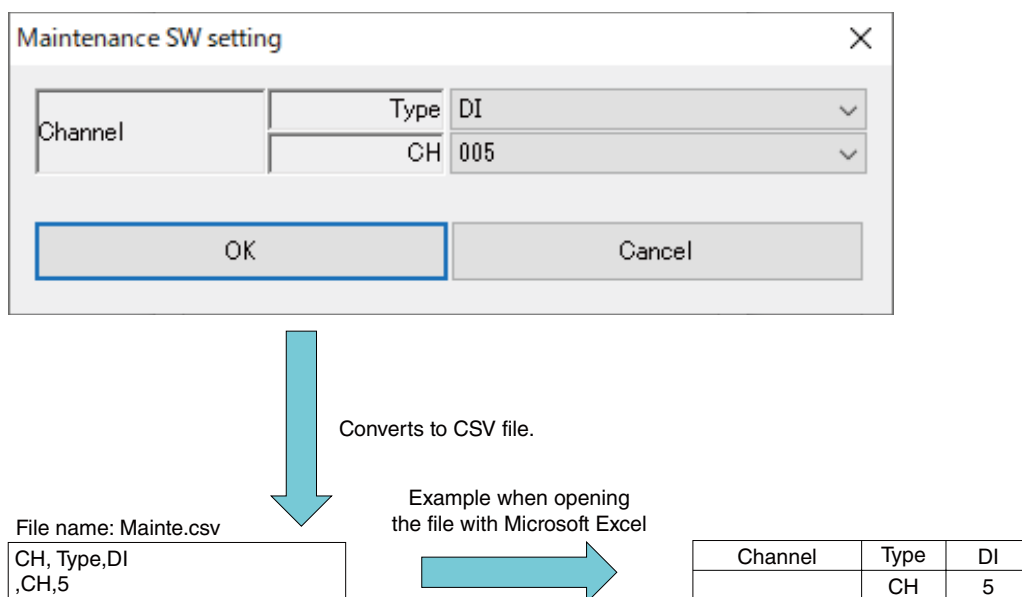 Maintenance SW setting
Channel
Type DI
CH 005
OK Cancel
Converts to CSV file.
Example when opening
the file with Microsoft Excel
File name: Mainte.csv
CH, Type,DI
,CH,5
Channel Type DI
CH 5